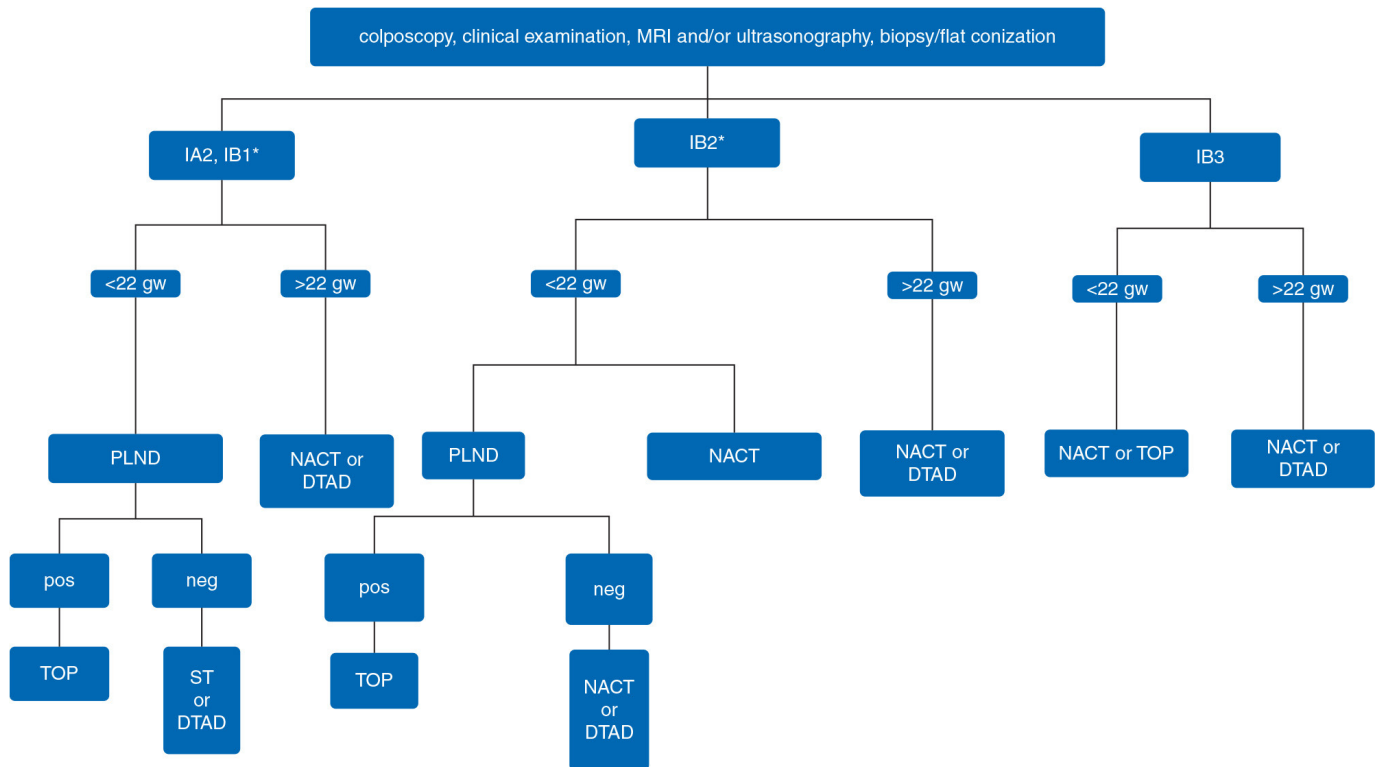 colposcopy, clinical examination, MRI and/or ultrasonography, biopsy/flat conization
IA2, IB1*
IB2*
IB3
<22 gw
>22 gw
<22 gw
>22 gw
<22 gw
>22 gw
PLND
NACT or
DTAD
PLND
NACT
NACT or
DTAD
NACT or TOP
NACT or
DTAD
pos
neg
pos
neg
TOP
ST
or
DTAD
TOP
NACT
or
DTAD